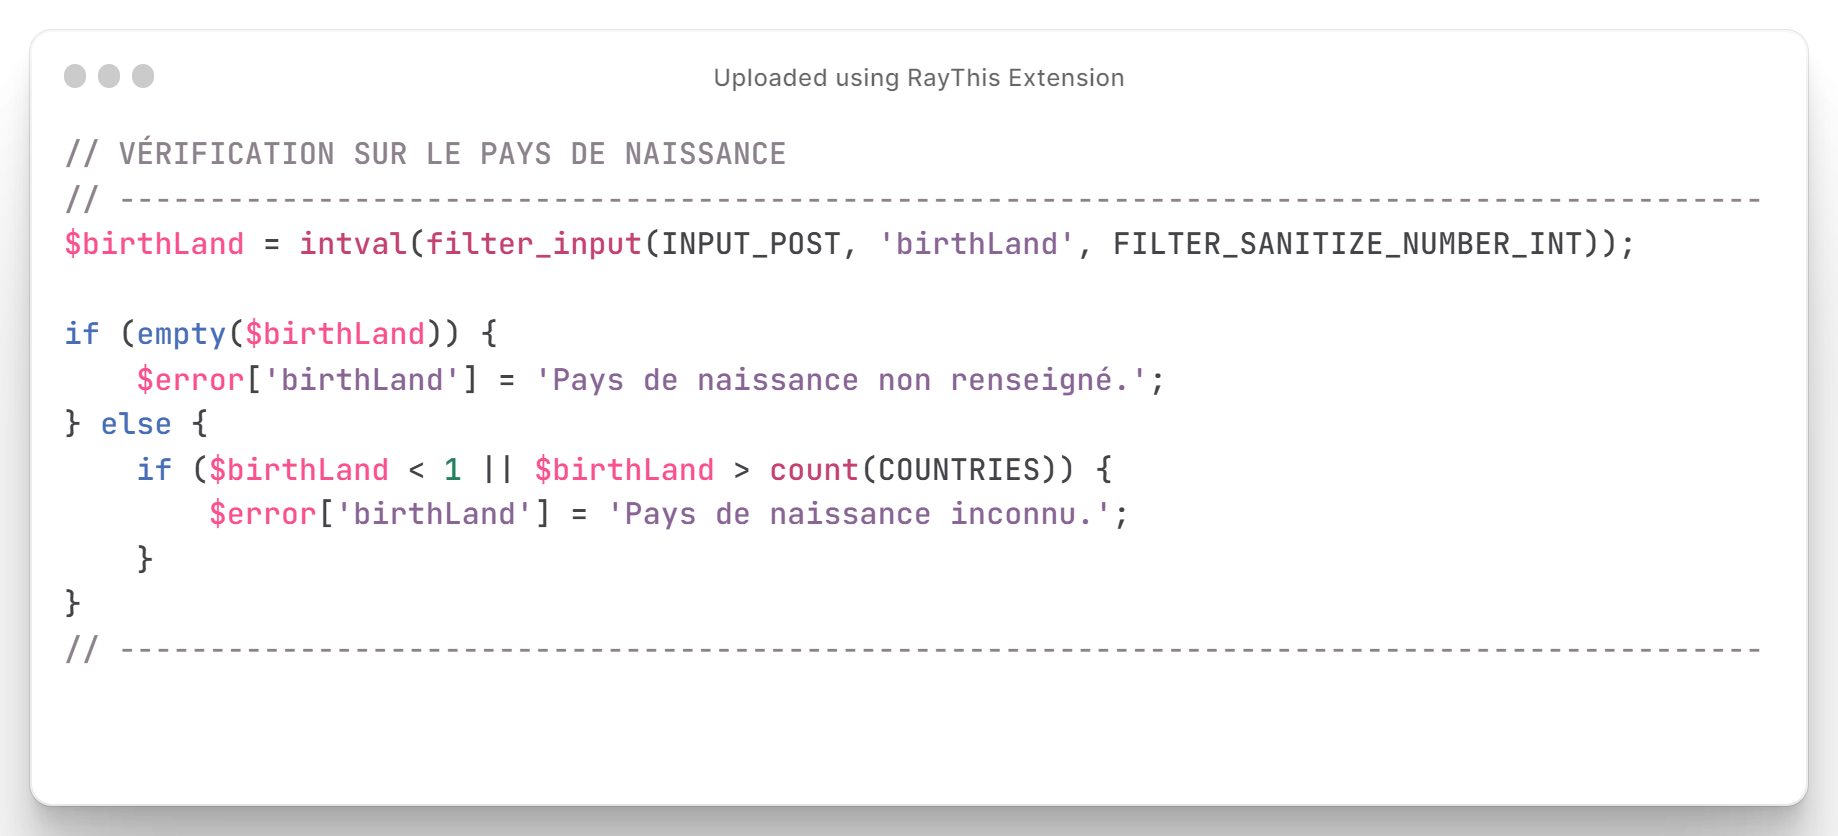 Uploaded using RayThis Extension
// VÉRIFICATION SUR LE PAYS DE NAISSANCE
// -------------------------------------------------------------------------------------------
$birthLand = intval(filter_input(INPUT_POST, 'birthLand', FILTER_SANITIZE_NUMBER_INT));
if (empty($birthLand)) {
    $error['birthLand'] = 'Pays de naissance non renseigné.';
} else {
    if ($birthLand < 1 || $birthLand > count(COUNTRIES)) {
        $error['birthLand'] = 'Pays de naissance inconnu.';
    }
}
// -------------------------------------------------------------------------------------------